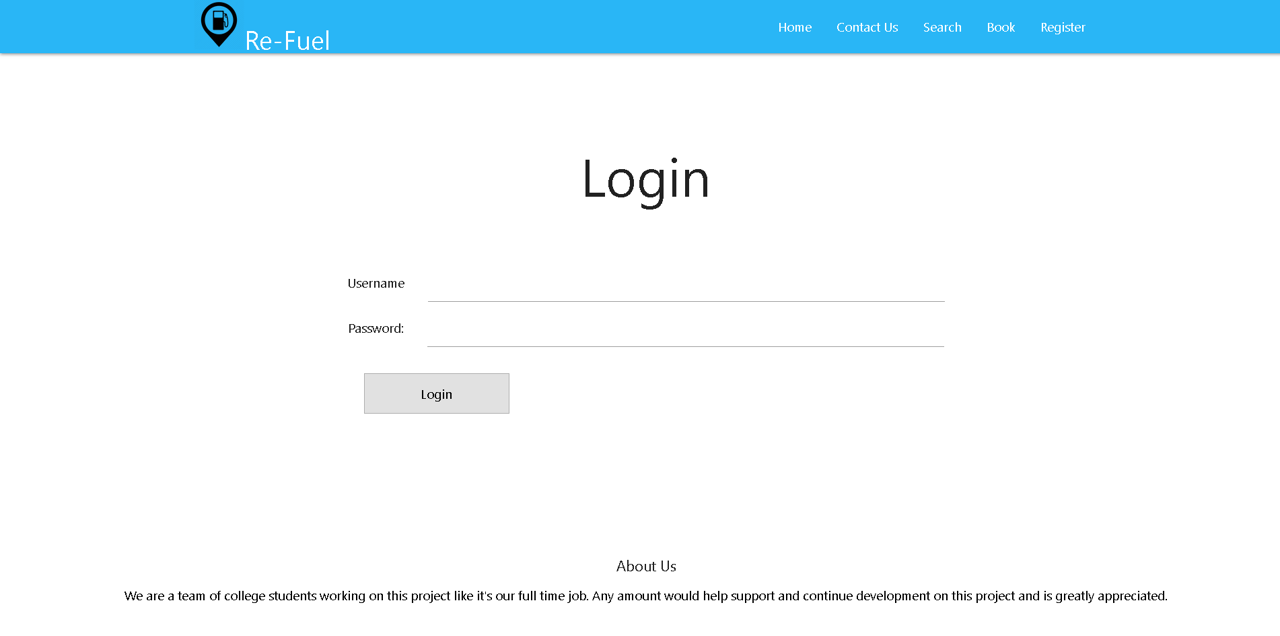 Re-Fuel
Home Contact Us Search Book Register
Login
Username
Password:
Login
About Us
We are a team of college students working on this project like it's our full time job. Any amount would help support and continue development on this project and is greatly appreciated.